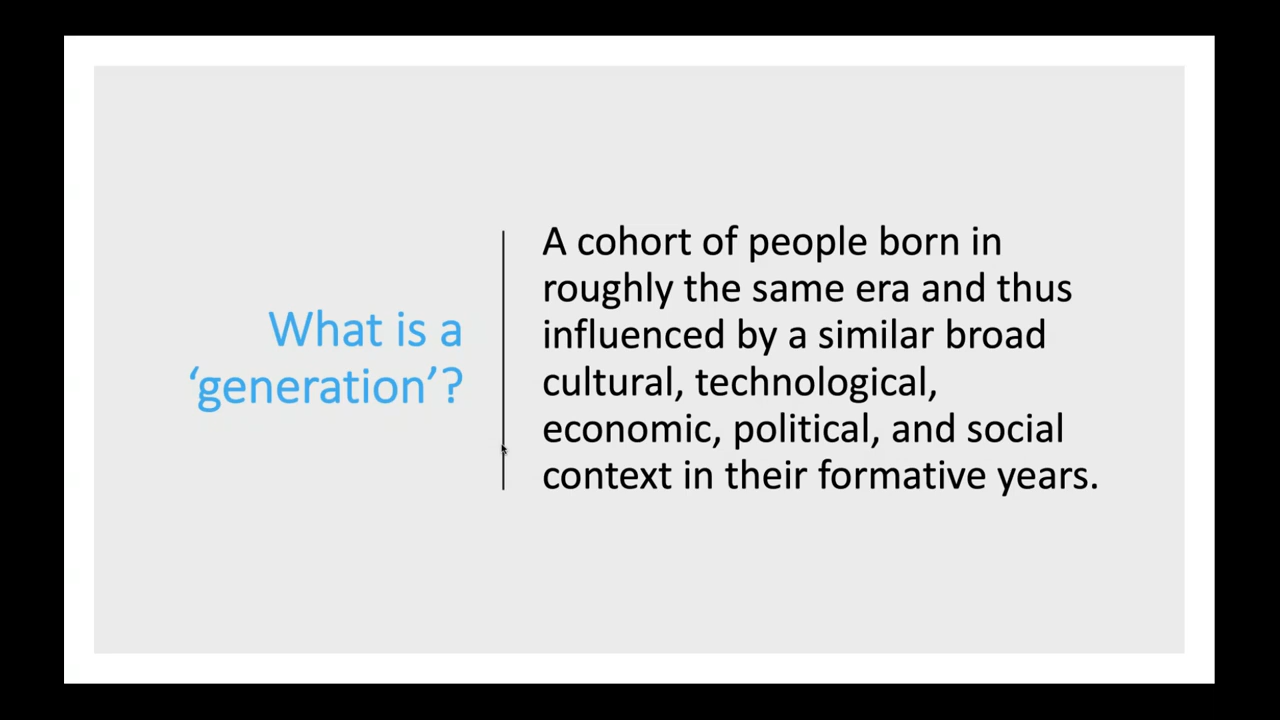 What is a
‘generation’?
A cohort of people born in
roughly the same era and thus
influenced by a similar broad
cultural, technological,
economic, political, and social
context in their formative years.